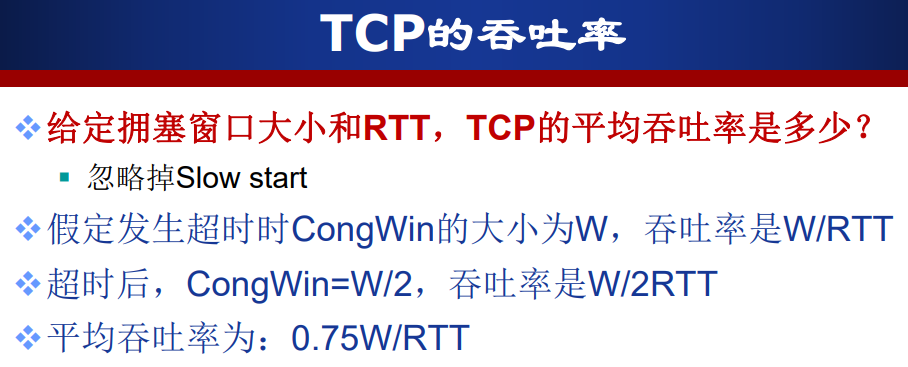 TCP的吞吐率
给定拥塞窗口大小和RTT，TCP的平均吞吐率是多少？
忽略掉Slow start
假定发生超时时CongWin的大小为W，吞吐率是W/RTT
超时后，CongWin=W/2，吞吐率是W/2RTT
平均吞吐率为：0.75W/RTT